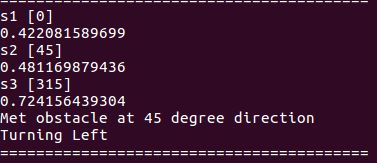 ========================================
s1 [0]
0.422081589699
s2 [45]
0.481169879436
s3 [315]
0.724156439304
Met obstacle at 45 degree direction
Turning Left
========================================